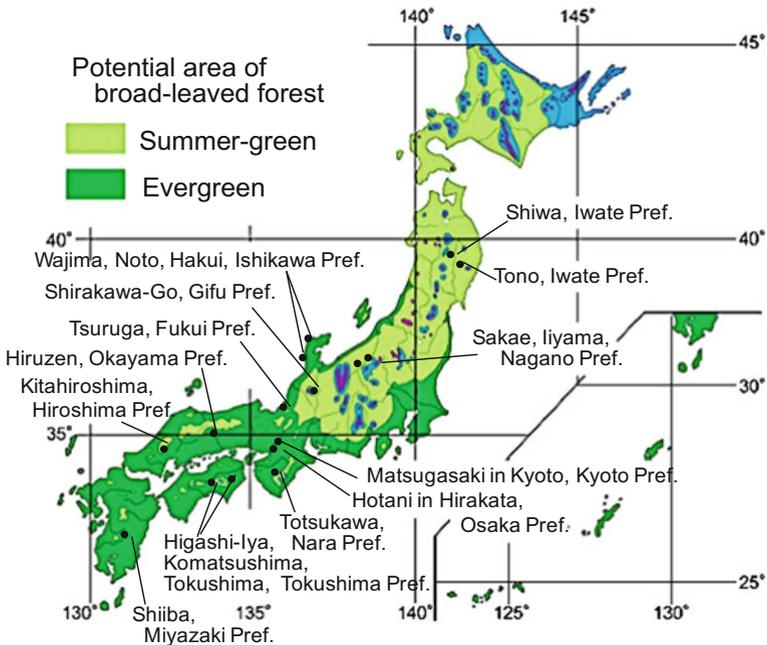 140°
145°
45°
Potential area of
broad-leaved forest
Summer-green
Evergreen
Shiwa, Iwate Pref.
40°
40°
Wajima, Noto, Hakui, Ishikawa Pref.
Tono, Iwate Pref.
Shirakawa-Go, Gifu Pref.
Tsuruga, Fukui Pref.
Sakae, Iiyama,
Nagano Pref.
Hiruzen, Okayama Pref.
Kitahiroshima,
Hiroshima Pref.
30°
35°
Matsugasaki in Kyoto, Kyoto Pref.
Hotani in Hirakata,
Osaka Pref.
Totsukawa,
Nara Pref.
Higashi-Iya,
Komatsushima,
Tokushima, Tokushima Pref.
25°
130°
135°
140°
125°
130°
Shiiba,
Miyazaki Pref.